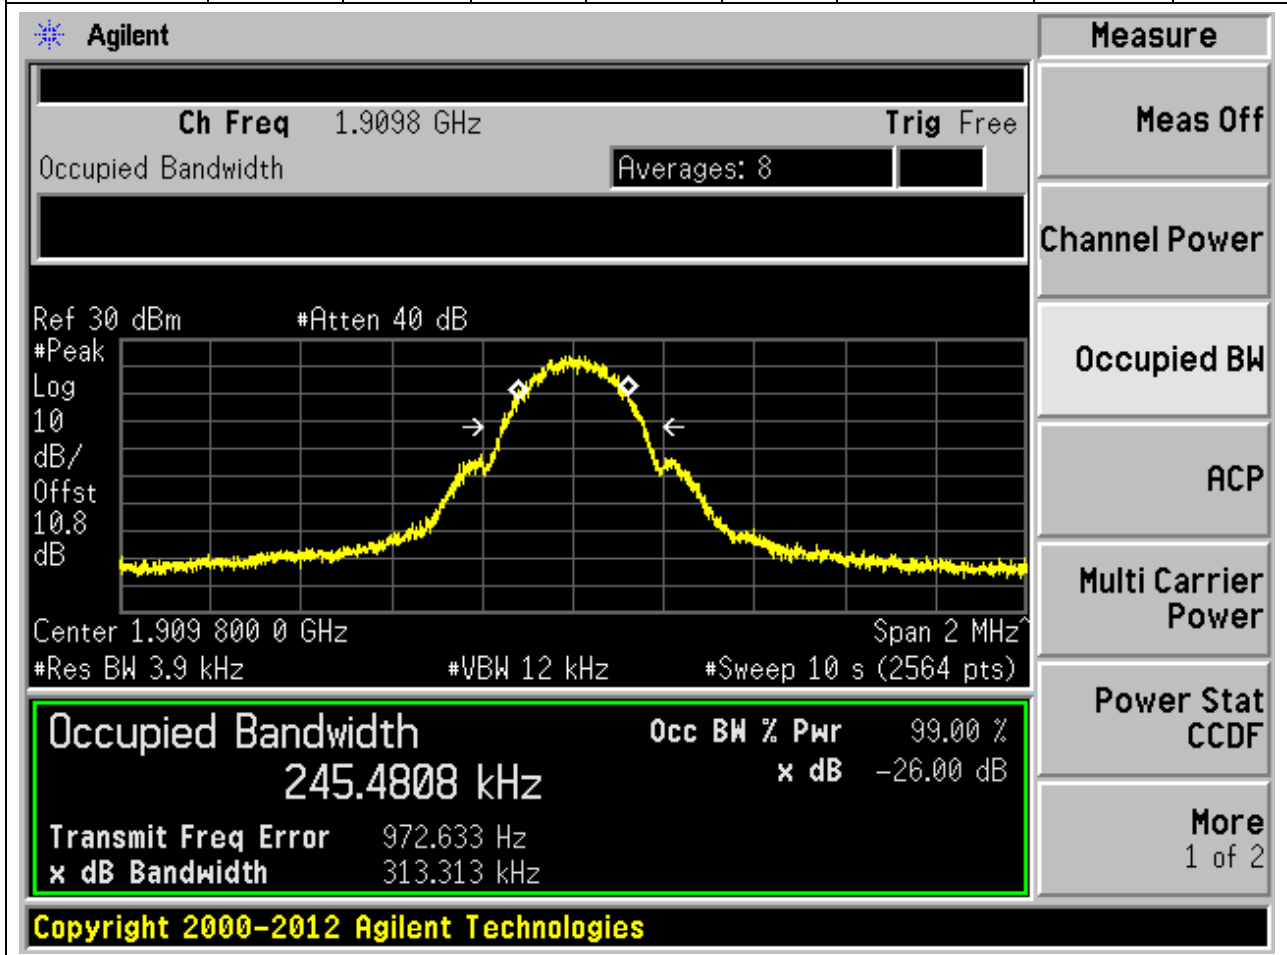 Agilent
Measure
Ch Freq 1.9098 GHz Trig Free
Occupied Bandwidth Averages: 8
Meas Off
Channel Power
Occupied BW
ACP
Multi Carrier
Power
Power Stat
CCDF
More
1 of 2
Ref 30 dBm #Atten 40 dB
#Peak
Log
10
dB/
Offst
10.8
dB
Center 1.909 800 0 GHz Span 2 MHz^
#Res BW 3.9 kHz #VBW 12 kHz #Sweep 10 s (2564 pts)
Occupied Bandwidth Occ BW % Pwr 99.00 %
245.4808 kHz x dB -26.00 dB
Transmit Freq Error 972.633 Hz
x dB Bandwidth 313.313 kHz
Copyright 2000-2012 Agilent Technologies